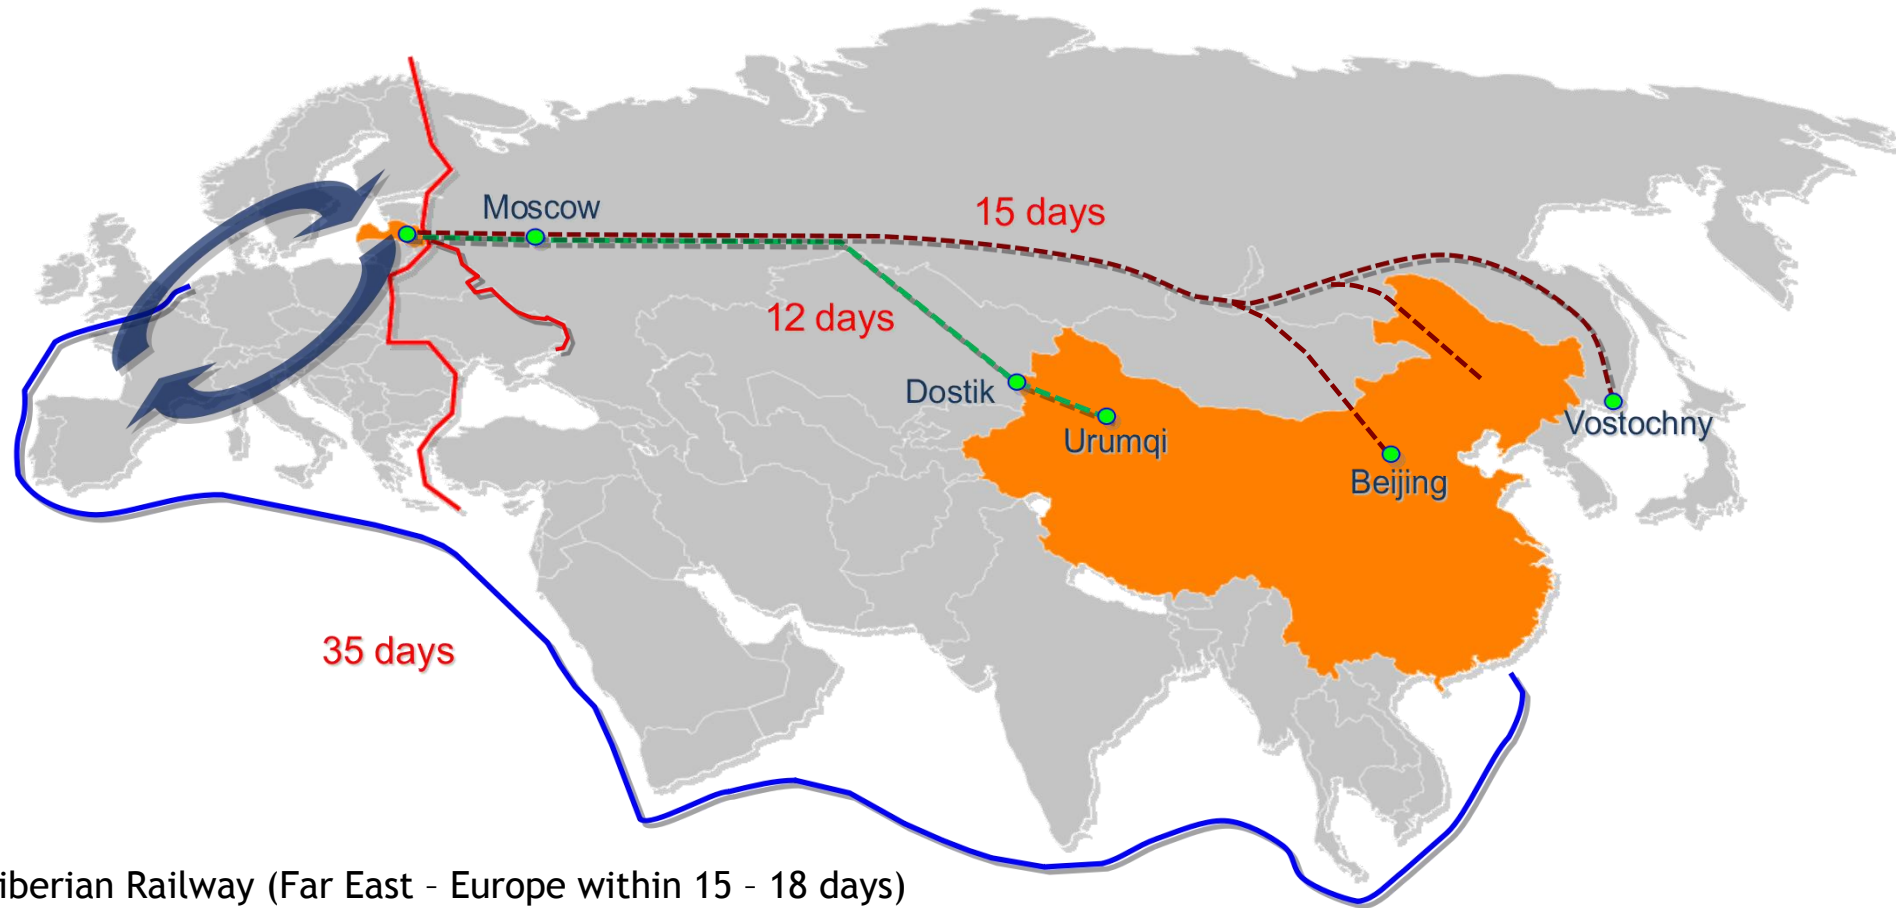 Moscow
15 days
12 days
Dostik
Urumqi
Vostochny
Beijing
35 days
iberian Railway (Far East – Europe within 15 – 18 days)